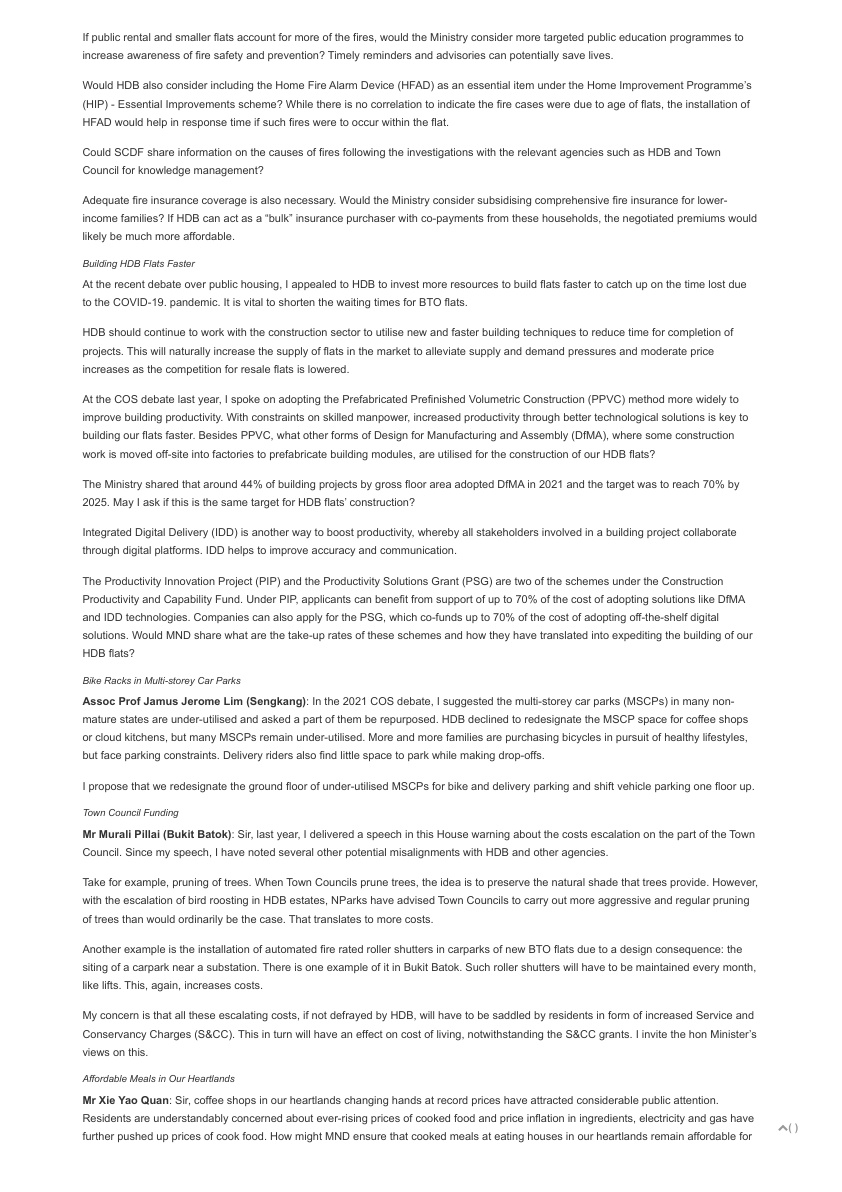 If public rental and smaller flats account for more of the fires, would the Ministry consider more targeted public education programmes to
increase awareness of fire safety and prevention? Timely reminders and advisories can potentially save lives.
Would HDB also consider including the Home Fire Alarm Device (HFAD) as an essential item under the Home Improvement Programme's
(HIP) - Essential Improvements scheme? While there is no correlation to indicate the fire cases were due to age of flats, the installation of
HFAD would help in response time if such fires were to occur within the flat.
Could SCDF share information on the causes of fires following the investigations with the relevant agencies such as HDB and Town
Council for knowledge management?
Adequate fire insurance coverage is also necessary. Would the Ministry consider subsidising comprehensive fire insurance for lower-
income families? If HDB can act as a “bulk” insurance purchaser with co-payments from these households, the negotiated premiums would
likely be much more affordable.
Building HDB Flats Faster
At the recent debate over public housing, I appealed to HDB to invest more resources to build flats faster to catch up on the time lost due
to the COVID-19. pandemic. It is vital to shorten the waiting times for BTO flats.
HDB should continue to work with the construction sector to utilise new and faster building techniques to reduce time for completion of
projects. This will naturally increase the supply of flats in the market to alleviate supply and demand pressures and moderate price
increases as the competition for resale flats is lowered.
At the COS debate last year, I spoke on adopting the Prefabricated Prefinished Volumetric Construction (PPVC) method more widely to
improve building productivity. With constraints on skilled manpower, increased productivity through better technological solutions is key to
building our flats faster. Besides PPVC, what other forms of Design for Manufacturing and Assembly (DfMA), where some construction
work is moved off-site into factories to prefabricate building modules, are utilised for the construction of our HDB flats?
The Ministry shared that around 44% of building projects by gross floor area adopted DfMA in 2021 and the target was to reach 70% by
2025. May I ask if this is the same target for HDB flats’ construction?
Integrated Digital Delivery (IDD) is another way to boost productivity, whereby all stakeholders involved in a building project collaborate
through digital platforms. IDD helps to improve accuracy and communication.
The Productivity Innovation Project (PIP) and the Productivity Solutions Grant (PSG) are two of the schemes under the Construction
Productivity and Capability Fund. Under PIP, applicants can benefit from support of up to 70% of the cost of adopting solutions like DfMA
and IDD technologies. Companies can also apply for the PSG, which co-funds up to 70% of the cost of adopting off-the-shelf digital
solutions. Would MND share what are the take-up rates of these schemes and how they have translated into expediting the building of our
HDB flats?
Bike Racks in Multi-storey Car Parks
Assoc Prof Jamus Jerome Lim (Sengkang): In the 2021 COS debate, I suggested the multi-storey car parks (MSCPs) in many non-
mature states are under-utilised and asked a part of them be repurposed. HDB declined to redesignate the MSCP space for coffee shops
or cloud kitchens, but many MSCPs remain under-utilised. More and more families are purchasing bicycles in pursuit of healthy lifestyles,
but face parking constraints. Delivery riders also find little space to park while making drop-offs.
I propose that we redesignate the ground floor of under-utilised MSCPs for bike and delivery parking and shift vehicle parking one floor up.
Town Council Funding
Mr Murali Pillai (Bukit Batok): Sir, last year, I delivered a speech in this House warning about the costs escalation on the part of the Town
Council. Since my speech, I have noted several other potential misalignments with HDB and other agencies.
Take for example, pruning of trees. When Town Councils prune trees, the idea is to preserve the natural shade that trees provide. However,
with the escalation of bird roosting in HDB estates, NParks have advised Town Councils to carry out more aggressive and regular pruning
of trees than would ordinarily be the case. That translates to more costs.
Another example is the installation of automated fire rated roller shutters in carparks of new BTO flats due to a design consequence: the
siting of a carpark near a substation. There is one example of it in Bukit Batok. Such roller shutters will have to be maintained every month,
like lifts. This, again, increases costs.
My concern is that all these escalating costs, if not defrayed by HDB, will have to be saddled by residents in form of increased Service and
Conservancy Charges (S&CC). This in turn will have an effect on cost of living, notwithstanding the S&CC grants. I invite the hon Minister’s
views on this.
Affordable Meals in Our Heartlands
Mr Xie Yao Quan: Sir, coffee shops in our heartlands changing hands at record prices have attracted considerable public attention.
Residents are understandably concerned about ever-rising prices of cooked food and price inflation in ingredients, electricity and gas have
further pushed up prices of cook food. How might MND ensure that cooked meals at eating houses in our heartlands remain affordable for
( )